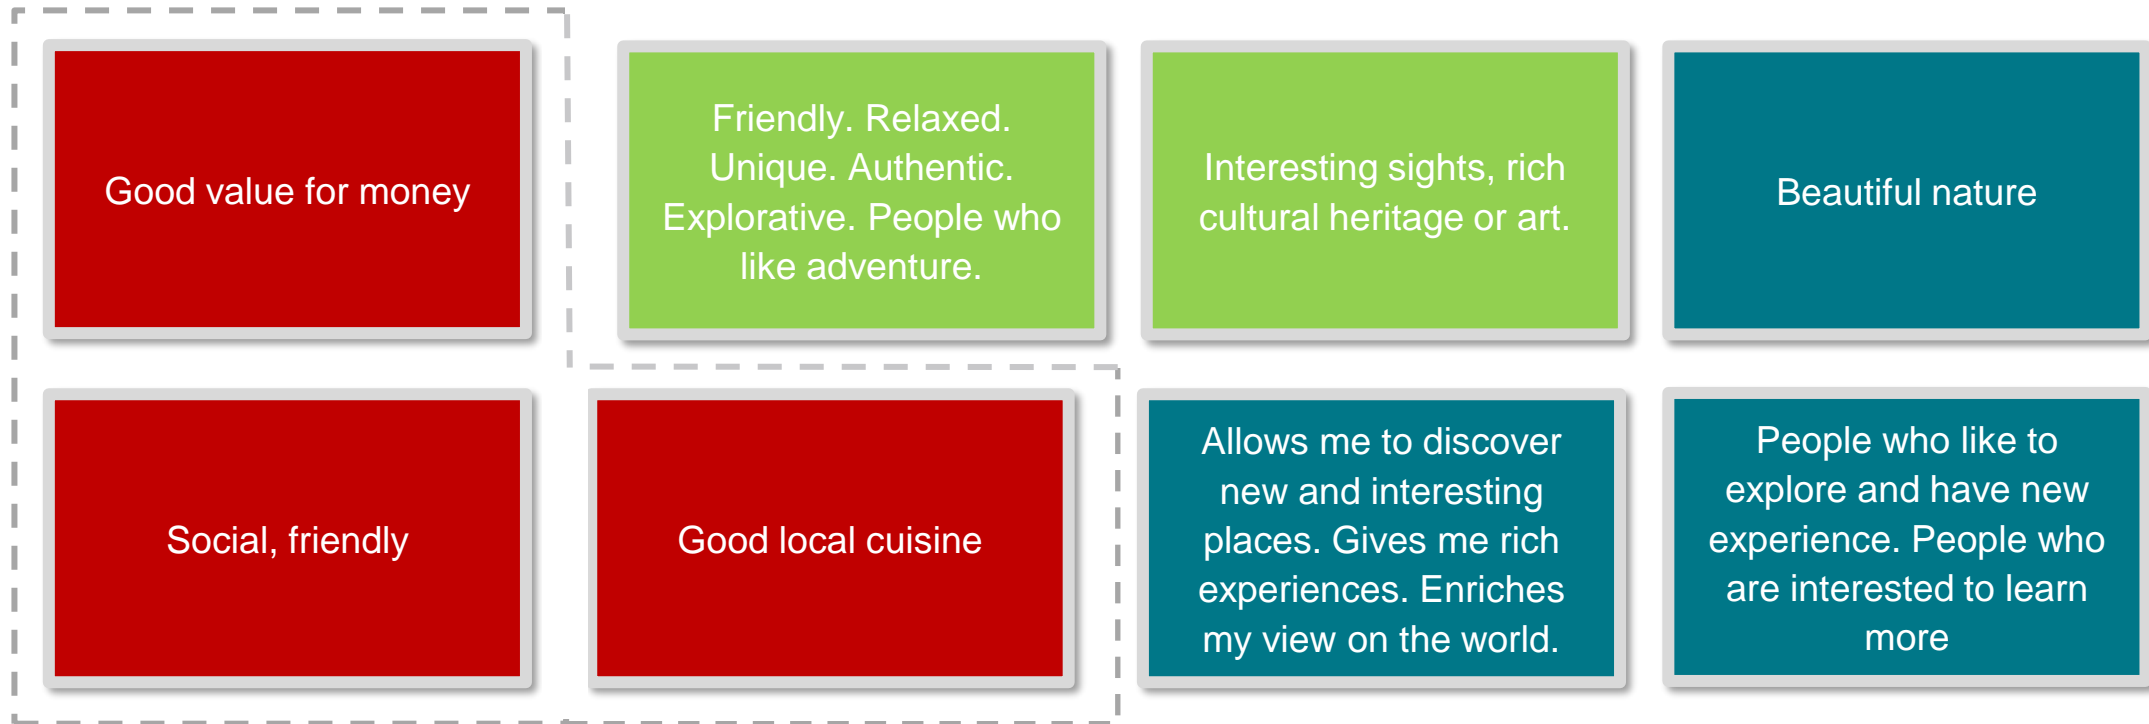 Good value for money
Friendly. Relaxed.
Unique. Authentic.
Explorative. People who
like adventure.
Interesting sights, rich
cultural heritage or art.
Beautiful nature
Social, friendly
Good local cuisine
Allows me to discover
new and interesting
places. Gives me rich
experiences. Enriches
my view on the world.
People who like to
explore and have new
experience. People who
are interested to learn
more